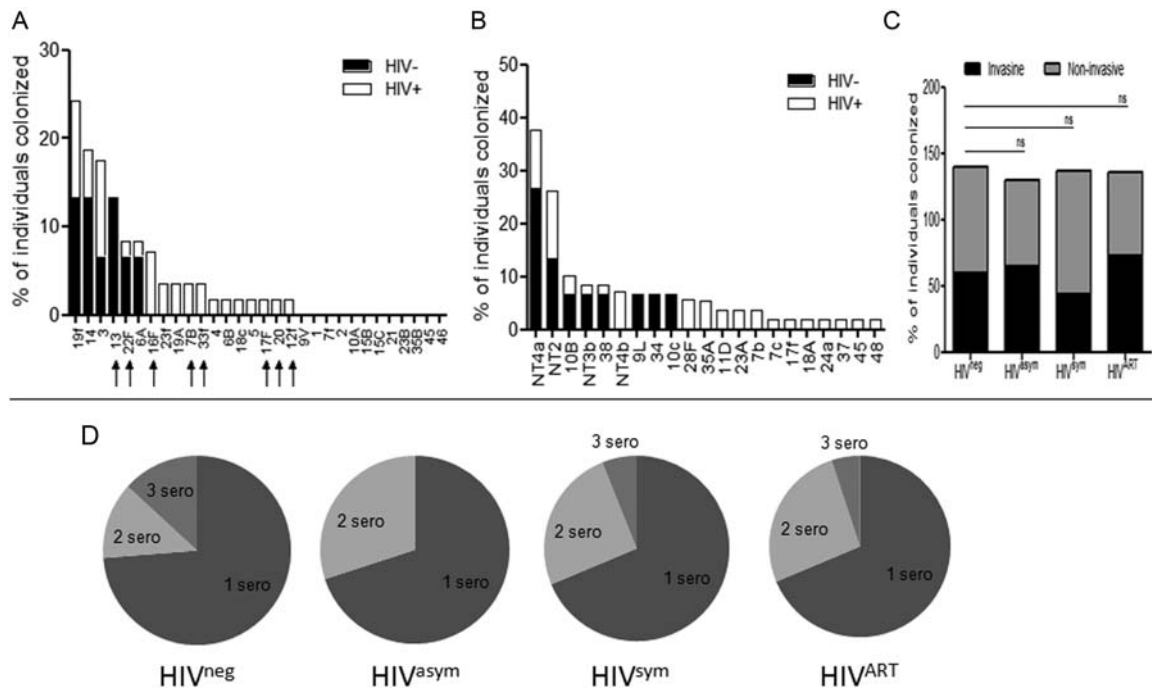 A
% of individuals colonized
30
20
10
0
HIV-
HIV+
19f 14 3 13 22F 6A 16F 23f 19A 7B 33f 4 6B 18c 5 17F 20 12f 9V 1 7f 2 10A 15B 15C 21 23B 35B 45 46
B
% of individuals colonized
50
40
30
20
10
0
HIV-
HIV+
NT4a NT2 10B NT3b 38 NT4b 9L 34 10c 28F 35A 11D 23A 7b 7c 17f 18A 24a 37 45 48
C
Invasine Non-invasive
% of individuals colonized
200
150
100
50
0
ns
ns
ns
HIVneg HIVasym HIVsym HIVART
D
3 sero
2 sero
1 sero
HIVneg
2 sero
1 sero
HIVasym
3 sero
2 sero
1 sero
HIVsym
3 sero
2 sero
1 sero
HIVART